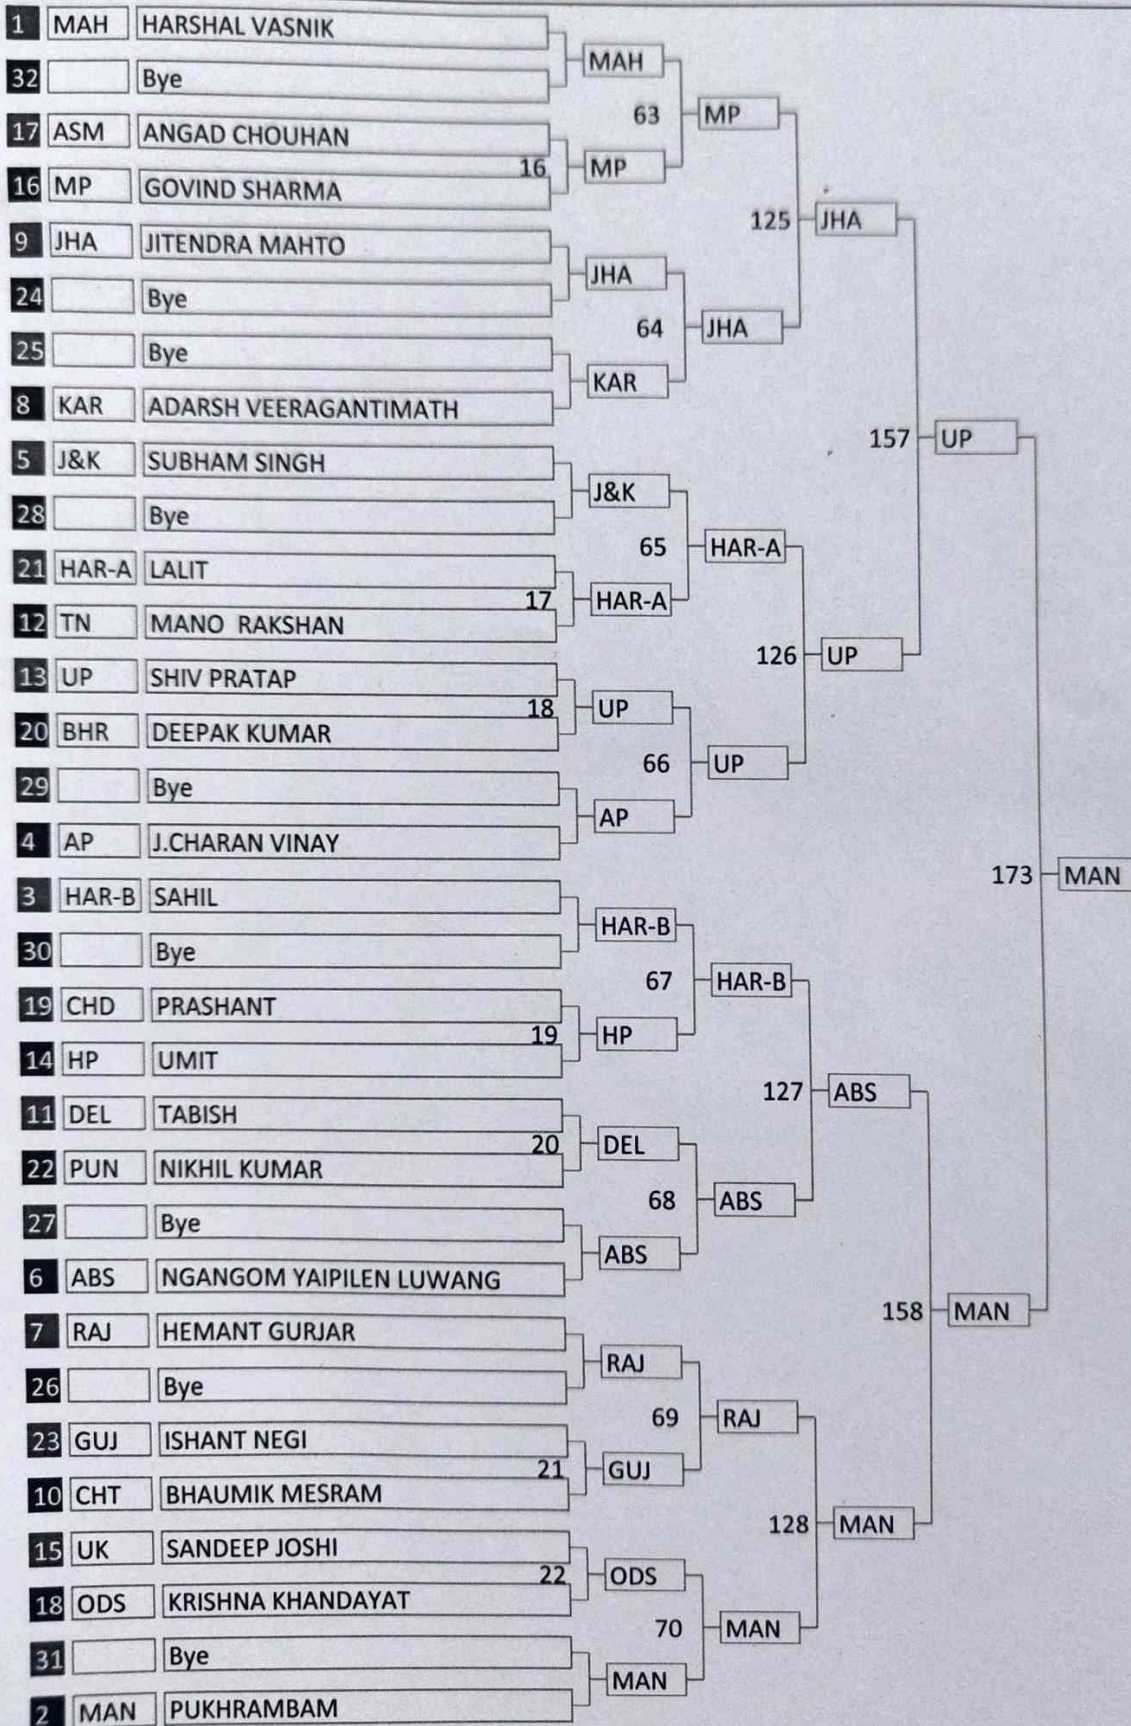 1 MAH HARSHAL VASNIK
MAH
32 Bye
63 MP
17 ASM ANGAD CHOUHAN
16 MP
16 MP GOVIND SHARMA
125 JHA
9 JHA JITENDRA MAHTO
JHA
24 Bye
64 JHA
25 Bye
KAR
8 KAR ADARSH VEERAGANTIMATH
157 UP
5 J&K SUBHAM SINGH
J&K
28 Bye
65 HAR-A
21 HAR-A LALIT
17 HAR-A
12 TN MANO RAKSHAN
126 UP
13 UP SHIV PRATAP
18 UP
20 BHR DEEPAK KUMAR
66 UP
29 Bye
AP
4 AP J.CHARAN VINAY
173 MAN
3 HAR-B SAHIL
HAR-B
30 Bye
67 HAR-B
19 CHD PRASHANT
19 HP
14 HP UMIT
127 ABS
11 DEL TABISH
20 DEL
22 PUN NIKHIL KUMAR
68 ABS
27 Bye
ABS
6 ABS NGANGOM YAIPILEN LUWANG
158 MAN
7 RAJ HEMANT GURJAR
RAJ
26 Bye
69 RAJ
23 GUJ ISHANT NEGI
21 GUJ
10 CHT BHAUMIK MESRAM
128 MAN
15 UK SANDEEP JOSHI
22 ODS
18 ODS KRISHNA KHANDAYAT
70 MAN
31 Bye
MAN
2 MAN PUKHRAMBAM